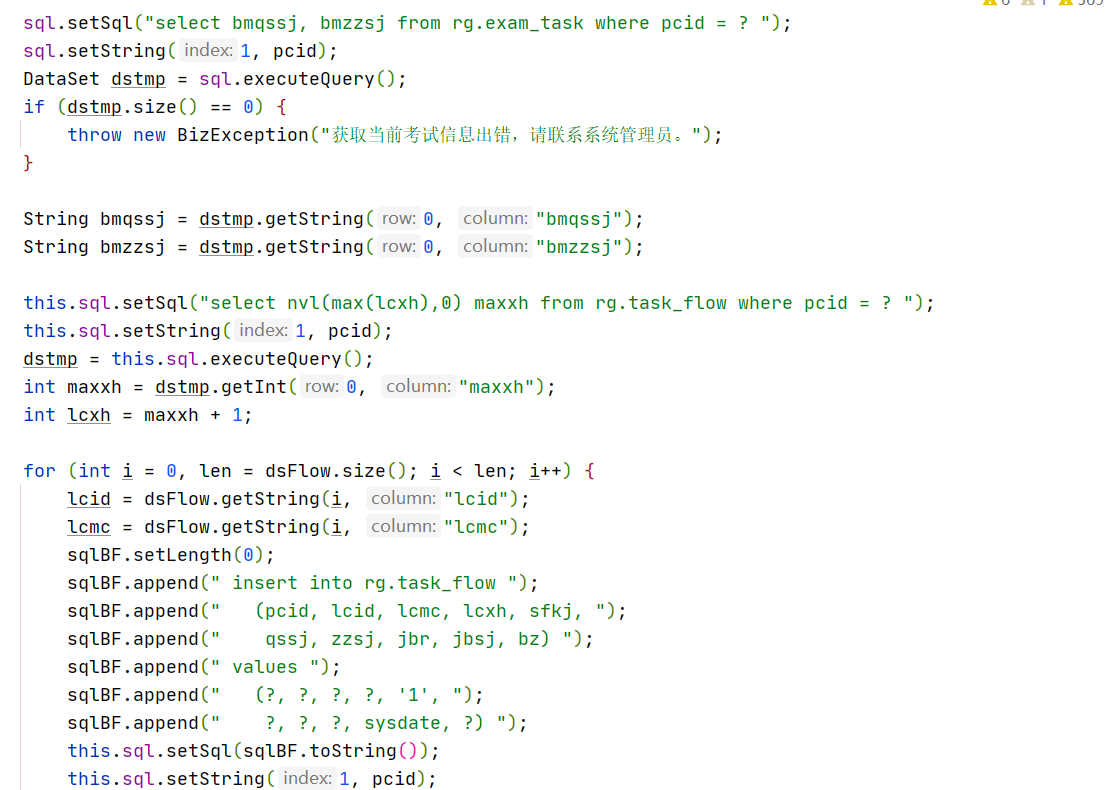 6 1 369
sql.setSql("select bmqssj, bmzzsj from rg.exam_task where pcid = ? ");
sql.setString( index: 1, pcid);
DataSet dstmp = sql.executeQuery();
if (dstmp.size() == 0) {
    throw new BizException("获取当前考试信息出错，请联系系统管理员。");
}

String bmqssj = dstmp.getString( row: 0, column: "bmqssj");
String bmzzsj = dstmp.getString( row: 0, column: "bmzzsj");

this.sql.setSql("select nvl(max(lcxh),0) maxxh from rg.task_flow where pcid = ? ");
this.sql.setString( index: 1, pcid);
dstmp = this.sql.executeQuery();
int maxxh = dstmp.getInt( row: 0, column: "maxxh");
int lcxh = maxxh + 1;

for (int i = 0, len = dsFlow.size(); i < len; i++) {
    lcid = dsFlow.getString(i, column: "lcid");
    lcmc = dsFlow.getString(i, column: "lcmc");
    sqlBF.setLength(0);
    sqlBF.append(" insert into rg.task_flow ");
    sqlBF.append("   (pcid, lcid, lcmc, lcxh, sfkj, ");
    sqlBF.append("    qssj, zzsj, jbr, jbsj, bz) ");
    sqlBF.append(" values ");
    sqlBF.append("   (?, ?, ?, ?, '1', ");
    sqlBF.append("    ?, ?, ?, sysdate, ?) ");
    this.sql.setSql(sqlBF.toString());
    this.sql.setString( index: 1, pcid);